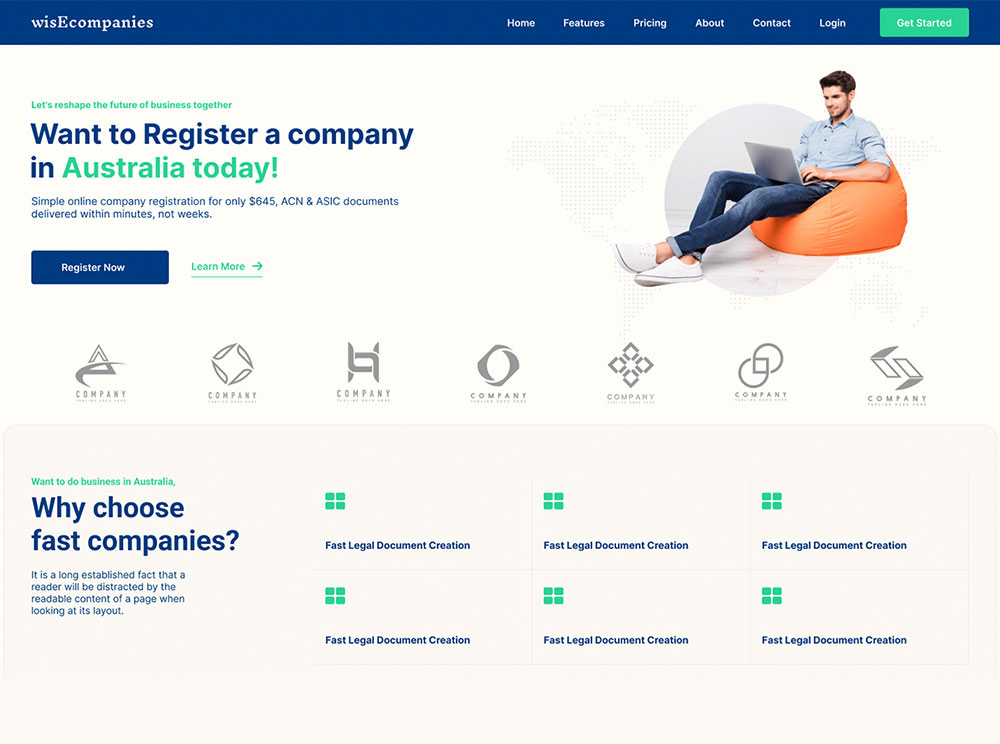 wisEcompanies
Home Features Pricing About Contact Login Get Started
Let's reshape the future of business together
Want to Register a company
in Australia today!
Simple online company registration for only $645, ACN & ASIC documents
delivered within minutes, not weeks.
Register Now Learn More
COMPANY COMPANY COMPANY COMPANY COMPANY COMPANY COMPANY
Want to do business in Australia,
Why choose
fast companies?
It is a long established fact that a
reader will be distracted by the
readable content of a page when
looking at its layout.
Fast Legal Document Creation Fast Legal Document Creation Fast Legal Document Creation
Fast Legal Document Creation Fast Legal Document Creation Fast Legal Document Creation